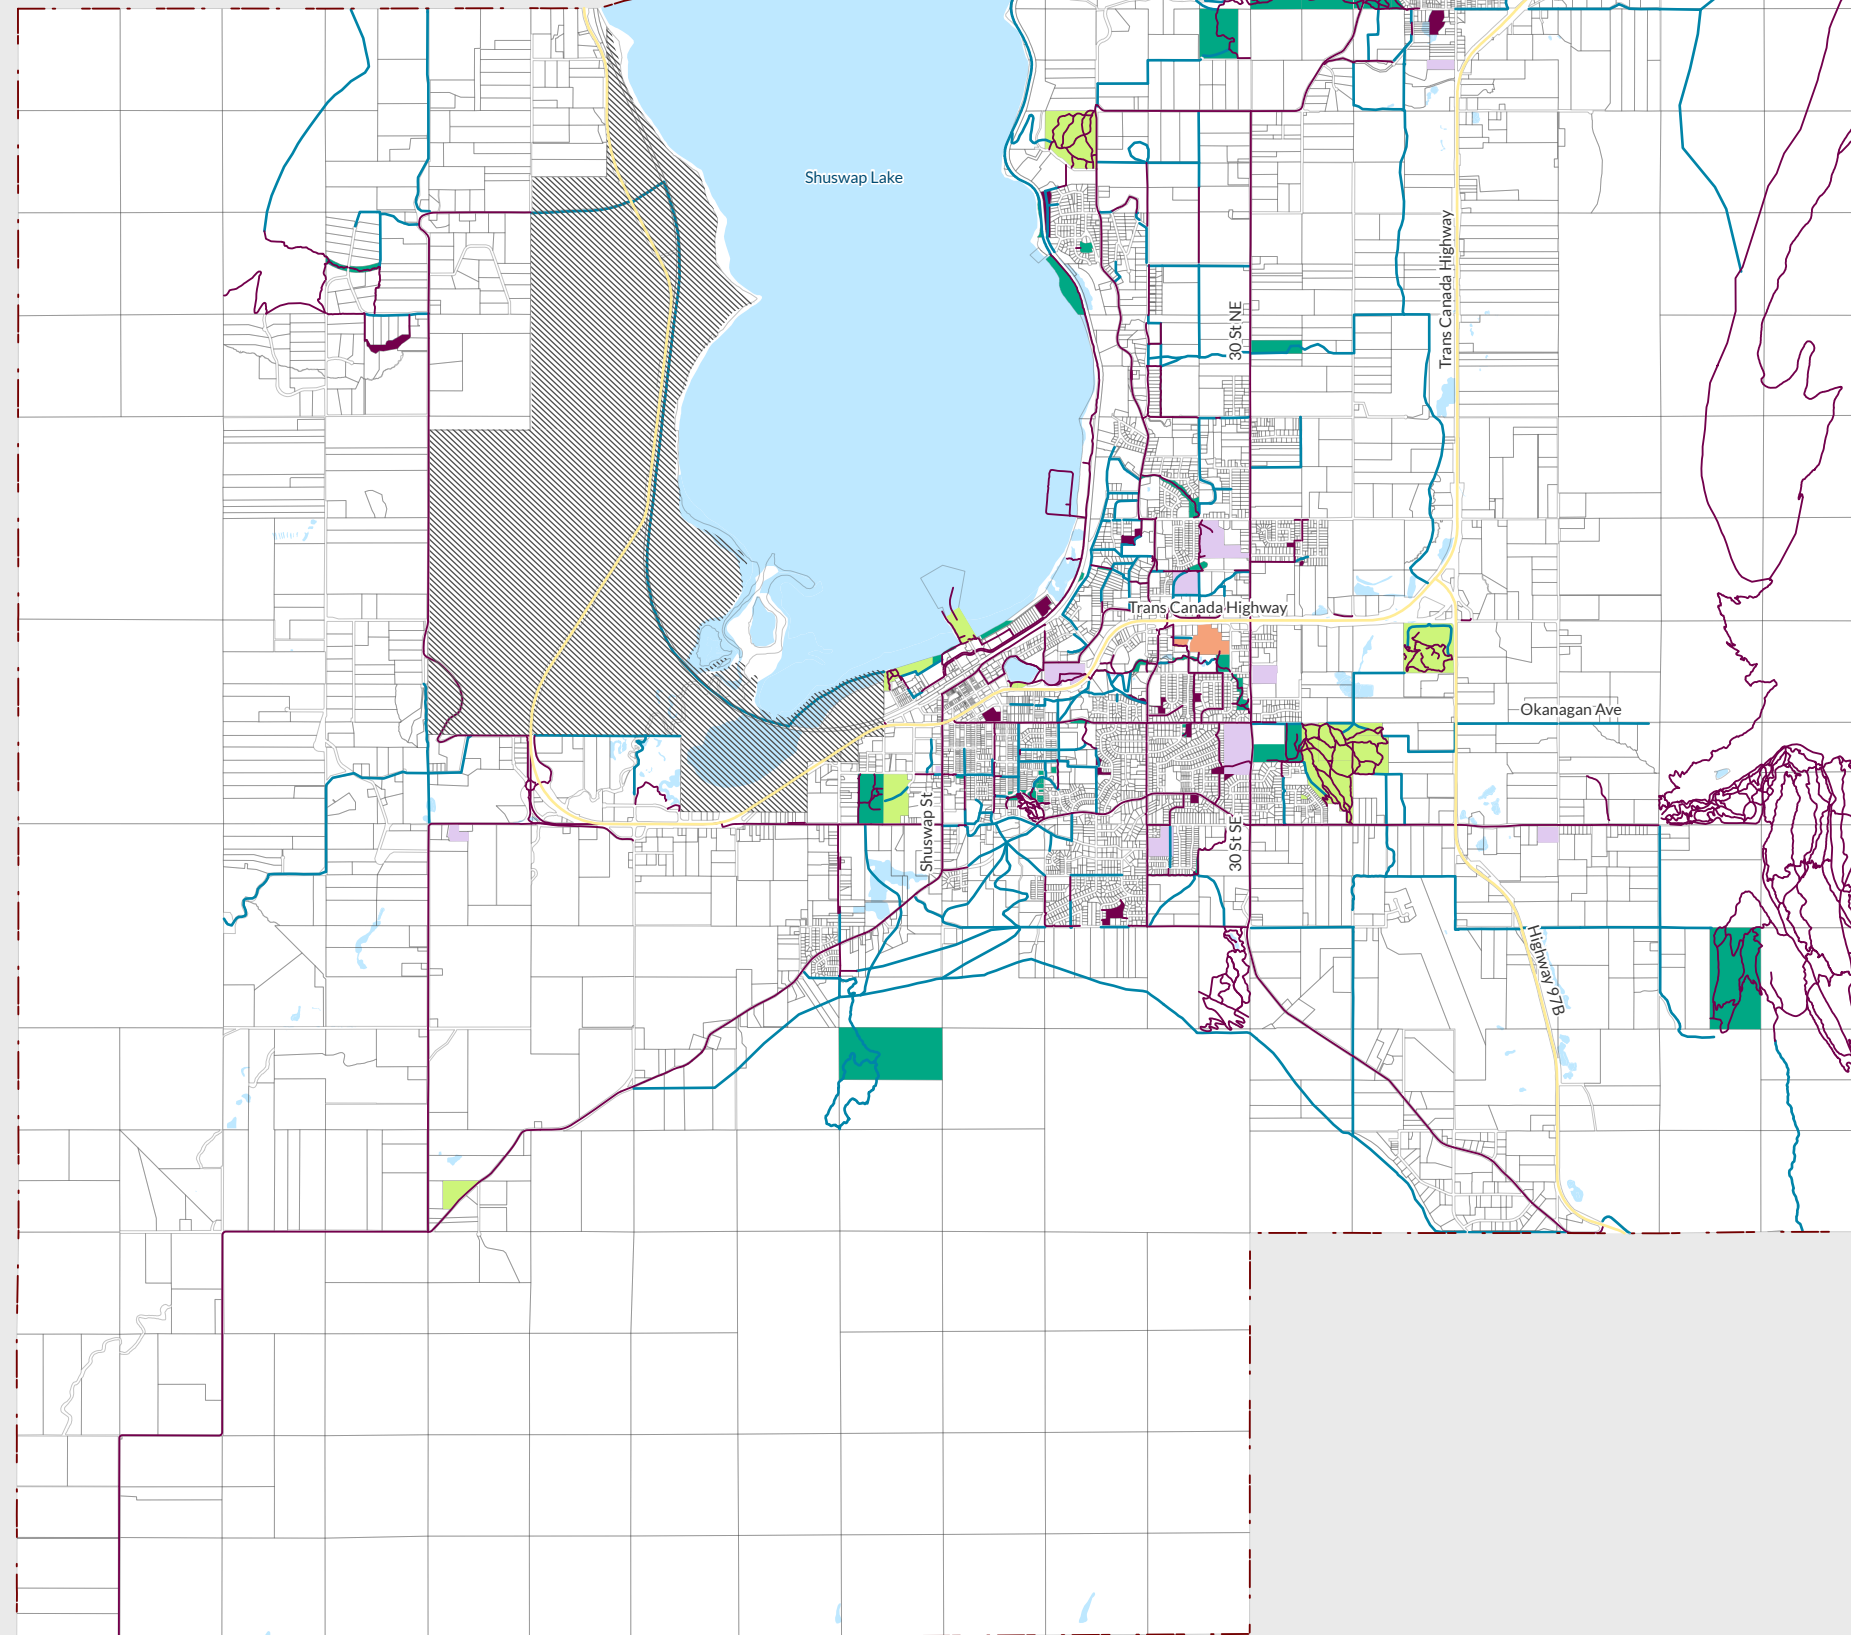 Shuswap Lake
Trans Canada Highway
30 St NE
Trans Canada Highway
Okanagan Ave
Shuswap St
30 St SE
Highway 97B